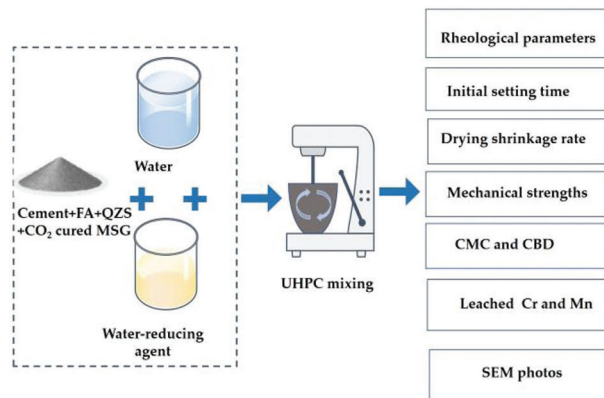 Water
Cement+FA+QZS
+CO₂ cured MSG
Water-reducing
agent
UHPC mixing
Rheological parameters
Initial setting time
Drying shrinkage rate
Mechanical strengths
CMC and CBD
Leached Cr and Mn
SEM photos